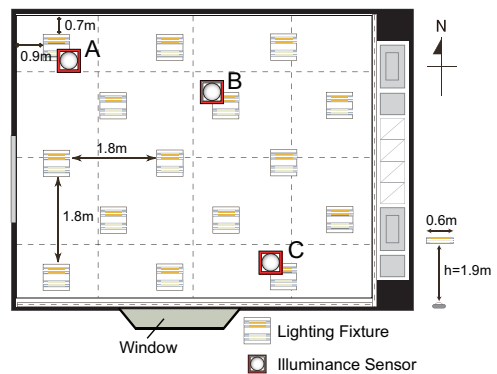 0.7m
N
A
0.9m
B
1.8m
1.8m
0.6m
C
h=1.9m
Lighting Fixture
Window
Illuminance Sensor